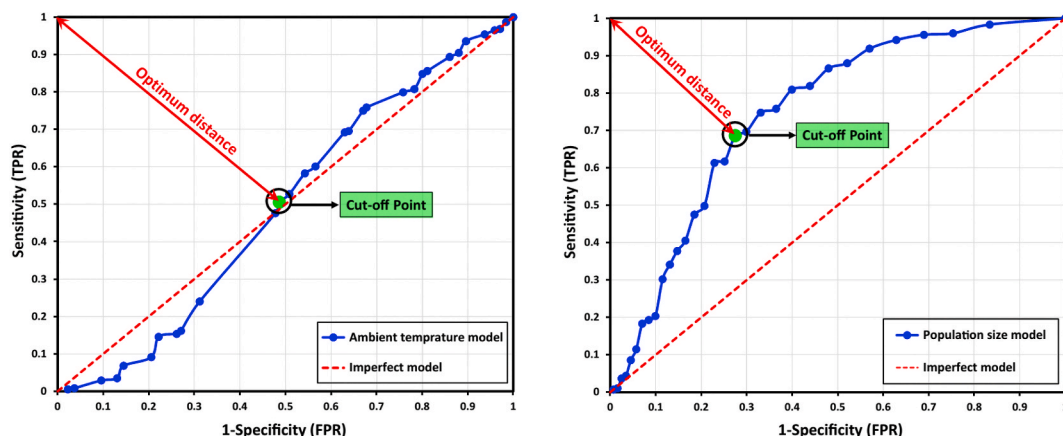 1
0.9
0.8
0.7
0.6
0.5
0.4
0.3
0.2
0.1
0
Sensitivity (TPR)
Optimum distance
Cut-off Point
Ambient temprature model
Imperfect model
0 0.1 0.2 0.3 0.4 0.5 0.6 0.7 0.8 0.9 1
1-Specificity (FPR)
1
0.9
0.8
0.7
0.6
0.5
0.4
0.3
0.2
0.1
0
Sensitivity (TPR)
Optimum distance
Cut-off Point
Population size model
Imperfect model
0 0.1 0.2 0.3 0.4 0.5 0.6 0.7 0.8 0.9 1
1-Specificity (FPR)